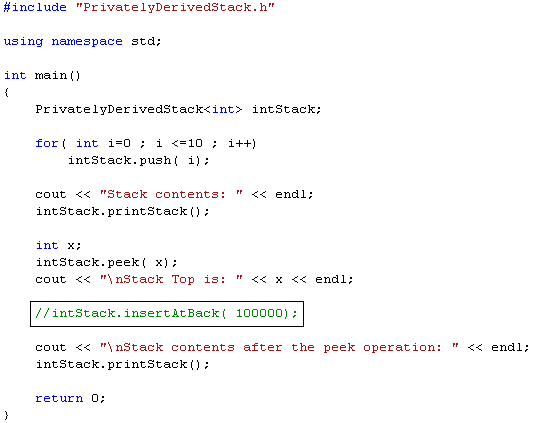 #include "PrivatelyDerivedStack.h"
using namespace std;
int main()
{
PrivatelyDerivedStack<int> intStack;
for( int i=0 ; i <=10 ; i++)
intStack.push( i);
cout << "Stack contents: " << endl;
intStack.printStack();
int x;
intStack.peek( x);
cout << "\nStack Top is: " << x << endl;
//intStack.insertAtBack( 100000);
cout << "\nStack contents after the peek operation: " << endl;
intStack.printStack();
return 0;
}